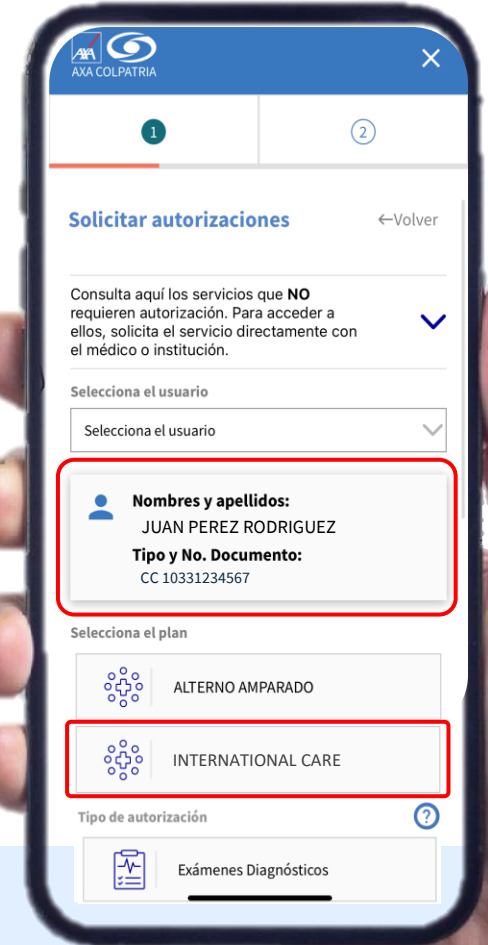 AXA
AXA COLPATRIA
1
2
Solicitar autorizaciones
←Volver
Consulta aquí los servicios que NO
requieren autorización. Para acceder a
ellos, solicita el servicio directamente con
el médico o institución.
Selecciona el usuario
Selecciona el usuario
Nombres y apellidos:
JUAN PEREZ RODRIGUEZ
Tipo y No. Documento:
CC 10331234567
Selecciona el plan
ALTERNO AMPARADO
INTERNATIONAL CARE
Tipo de autorización
?
Exámenes Diagnósticos